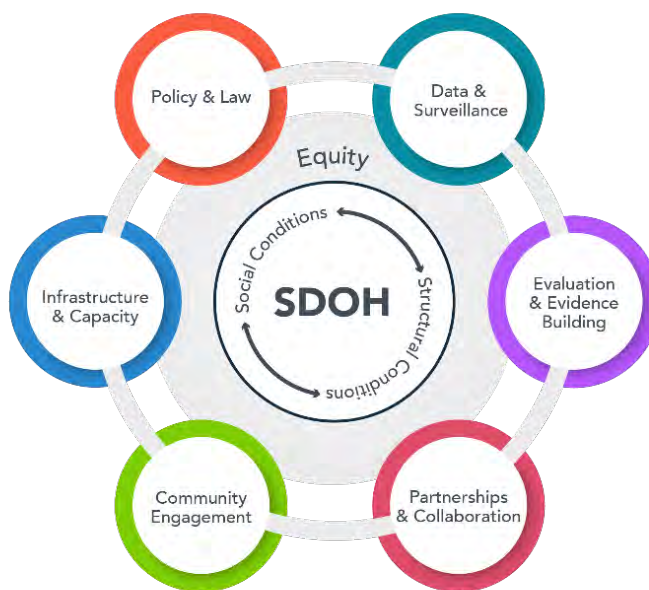 Policy & Law
Data &
Surveillance
Equity
Social Conditions
SDOH
Structural Conditions
Infrastructure
& Capacity
Evaluation
& Evidence
Building
Community
Engagement
Partnerships
& Collaboration